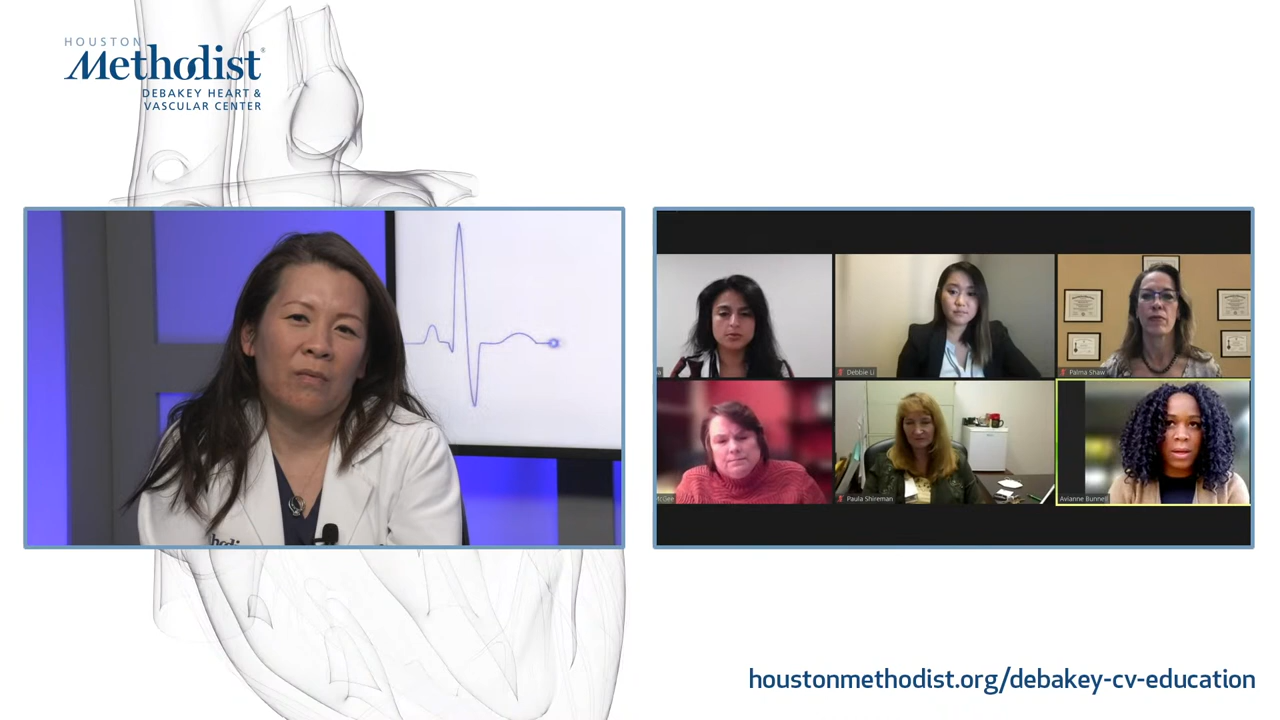 HOUSTON
Methodist®
DEBAKEY HEART &
VASCULAR CENTER
Debbie Li
Palma Shaw
McGee
Paula Shireman
Avianne Bunnell
houstonmethodist.org/debakey-cv-education